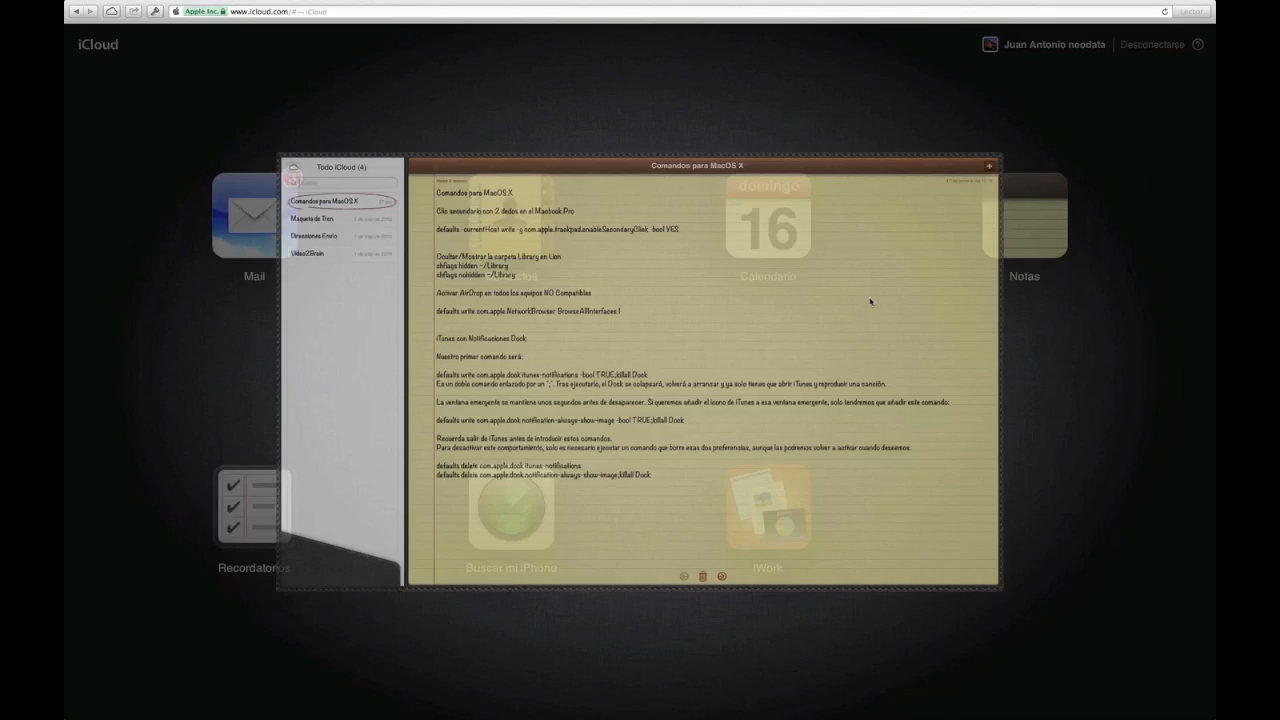 Apple Inc. www.icloud.com/# — iCloud
Lector
iCloud
Juan Antonio neodata
Desconectarse
Todo iCloud (4)
Comandos para MacOS X
Comandos para MacOS X
Maqueta de Tren
Direcciones Envío
Video2Brain
Comandos para MacOS X
Clic secundario con 2 dedos en el Macbook Pro
defaults -currentHost write -g com.apple.trackpad.enableSecondaryClick -bool YES
Ocultar/Mostrar la carpeta Library en Lion
chflags hidden ~/Library
chflags nohidden ~/Library
Activar AirDrop en todos los equipos NO Compatibles
defaults write com.apple.NetworkBrowser BrowseAllInterfaces 1
iTunes con Notificaciones Dock
Nuestro primer comando será:
defaults write com.apple.dock itunes-notifications -bool TRUE;killall Dock
Es un doble comando enlazado por un ';'. Tras ejecutarlo, el Dock se colapsará, volverá a arrancar y ya solo tienes que abrir iTunes y reproducir una canción.
La ventana emergente se mantiene unos segundos antes de desaparecer. Si queremos añadir el icono de iTunes a esa ventana emergente, solo tendremos que añadir este comando:
defaults write com.apple.dock notification-always-show-image -bool TRUE;killall Dock
Recuerda salir de iTunes antes de introducir estos comandos.
Para desactivar este comportamiento, solo es necesario ejecutar un comando que borre esas dos preferencias, aunque las podremos volver a activar cuando deseemos.
defaults delete com.apple.dock itunes-notifications
defaults delete com.apple.dock notification-always-show-image;killall Dock
domingo
16
Mail
Calendario
Notas
Recordatorios
Buscar mi iPhone
iWork